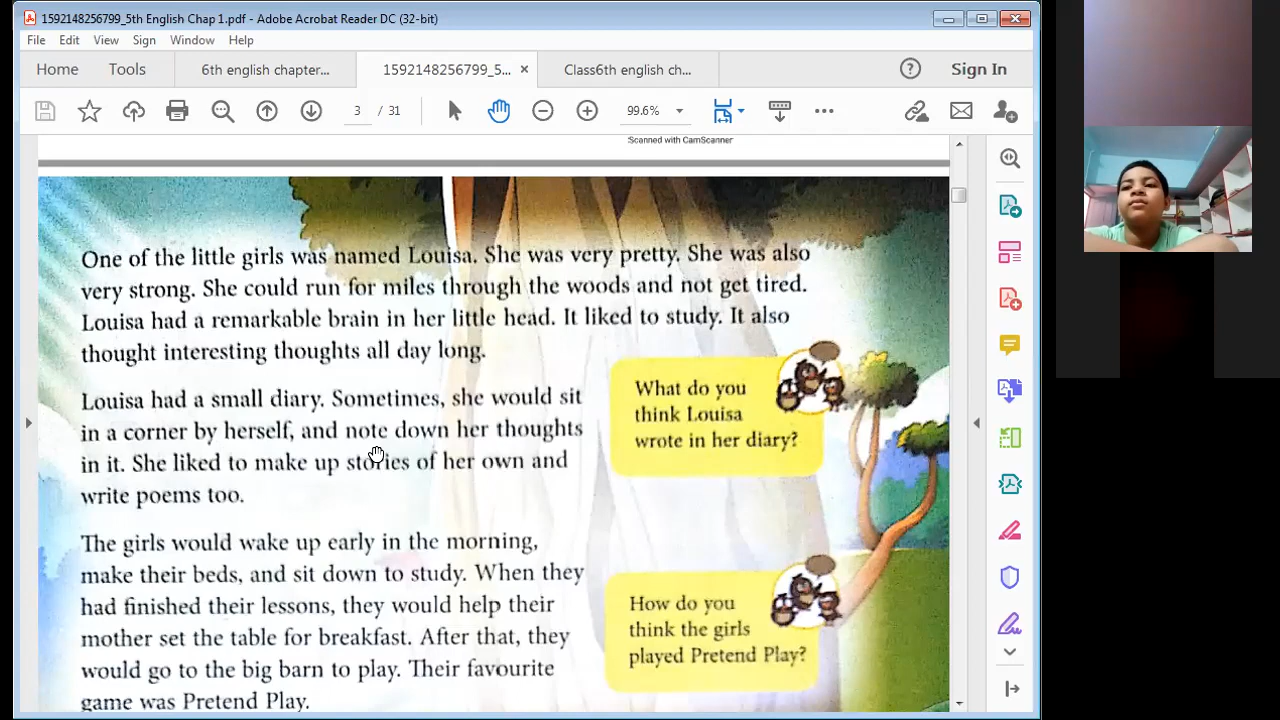 1592148256799_5th English Chap 1.pdf - Adobe Acrobat Reader DC (32-bit)
File Edit View Sign Window Help
Home Tools 6th english chapter... 1592148256799_5... × Class6th english ch... Sign In
3 / 31 99.6%
Scanned with CamScanner
One of the little girls was named Louisa. She was very pretty. She was also
very strong. She could run for miles through the woods and not get tired.
Louisa had a remarkable brain in her little head. It liked to study. It also
thought interesting thoughts all day long.
Louisa had a small diary. Sometimes, she would sit
in a corner by herself, and note down her thoughts
in it. She liked to make up stories of her own and
write poems too.
What do you
think Louisa
wrote in her diary?
The girls would wake up early in the morning,
make their beds, and sit down to study. When they
had finished their lessons, they would help their
mother set the table for breakfast. After that, they
would go to the big barn to play. Their favourite
game was Pretend Play.
How do you
think the girls
played Pretend Play?